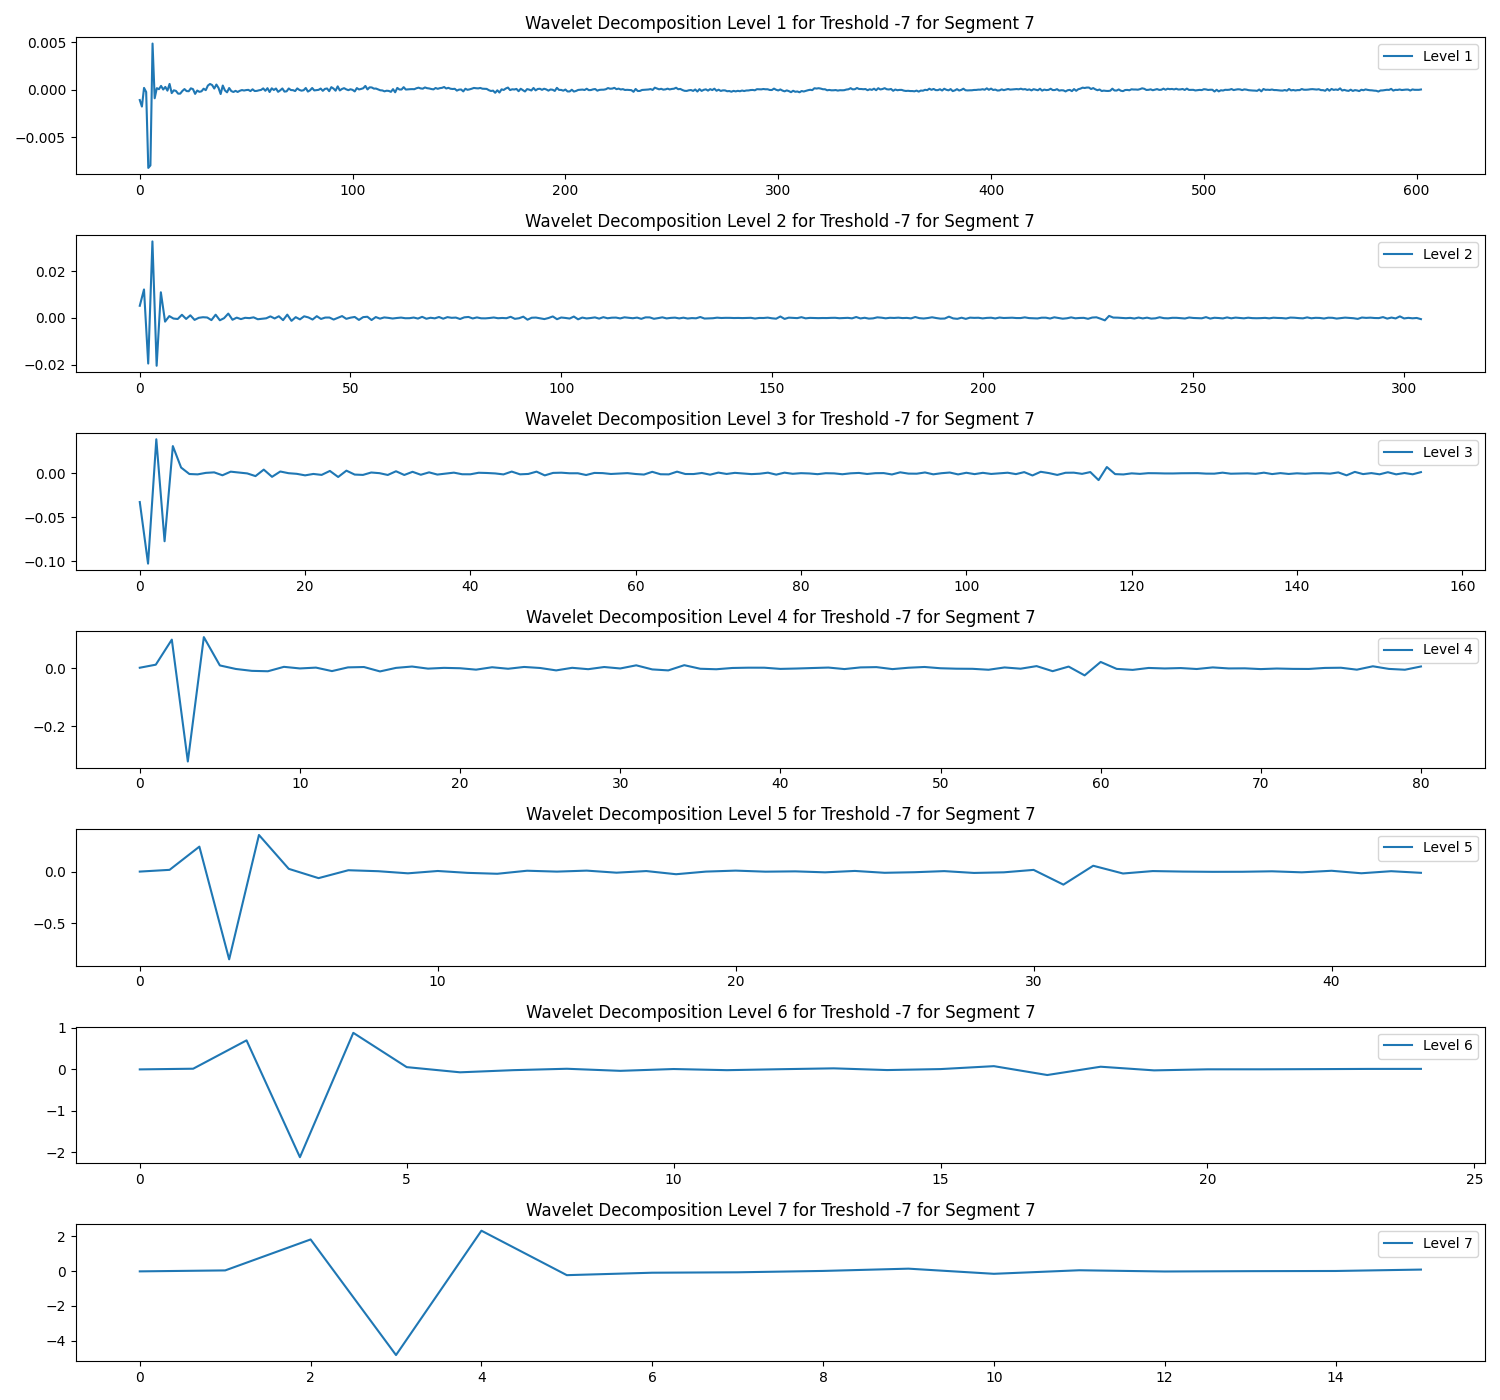 Wavelet Decomposition Level 1 for Treshold -7 for Segment 7
Level 1
0.005
0.000
−0.005
0 100 200 300 400 500 600
Wavelet Decomposition Level 2 for Treshold -7 for Segment 7
Level 2
0.02
0.00
−0.02
0 50 100 150 200 250 300
Wavelet Decomposition Level 3 for Treshold -7 for Segment 7
Level 3
0.00
−0.05
−0.10
0 20 40 60 80 100 120 140 160
Wavelet Decomposition Level 4 for Treshold -7 for Segment 7
Level 4
0.0
−0.2
0 10 20 30 40 50 60 70 80
Wavelet Decomposition Level 5 for Treshold -7 for Segment 7
Level 5
0.0
−0.5
0 10 20 30 40
Wavelet Decomposition Level 6 for Treshold -7 for Segment 7
1
Level 6
0
−1
−2
0 5 10 15 20 25
Wavelet Decomposition Level 7 for Treshold -7 for Segment 7
2
Level 7
0
−2
−4
0 2 4 6 8 10 12 14